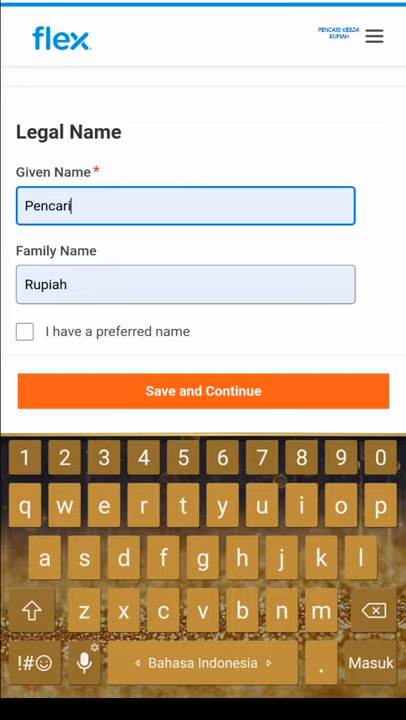 flex
PENCARI KERJA
RUPIAH
Legal Name
Given Name*
Pencari
Family Name
Rupiah
I have a preferred name
Save and Continue
1 2 3 4 5 6 7 8 9 0
q w e r t y u i o p
a s d f g h j k l
z x c v b n m
!#☺ Bahasa Indonesia . Masuk